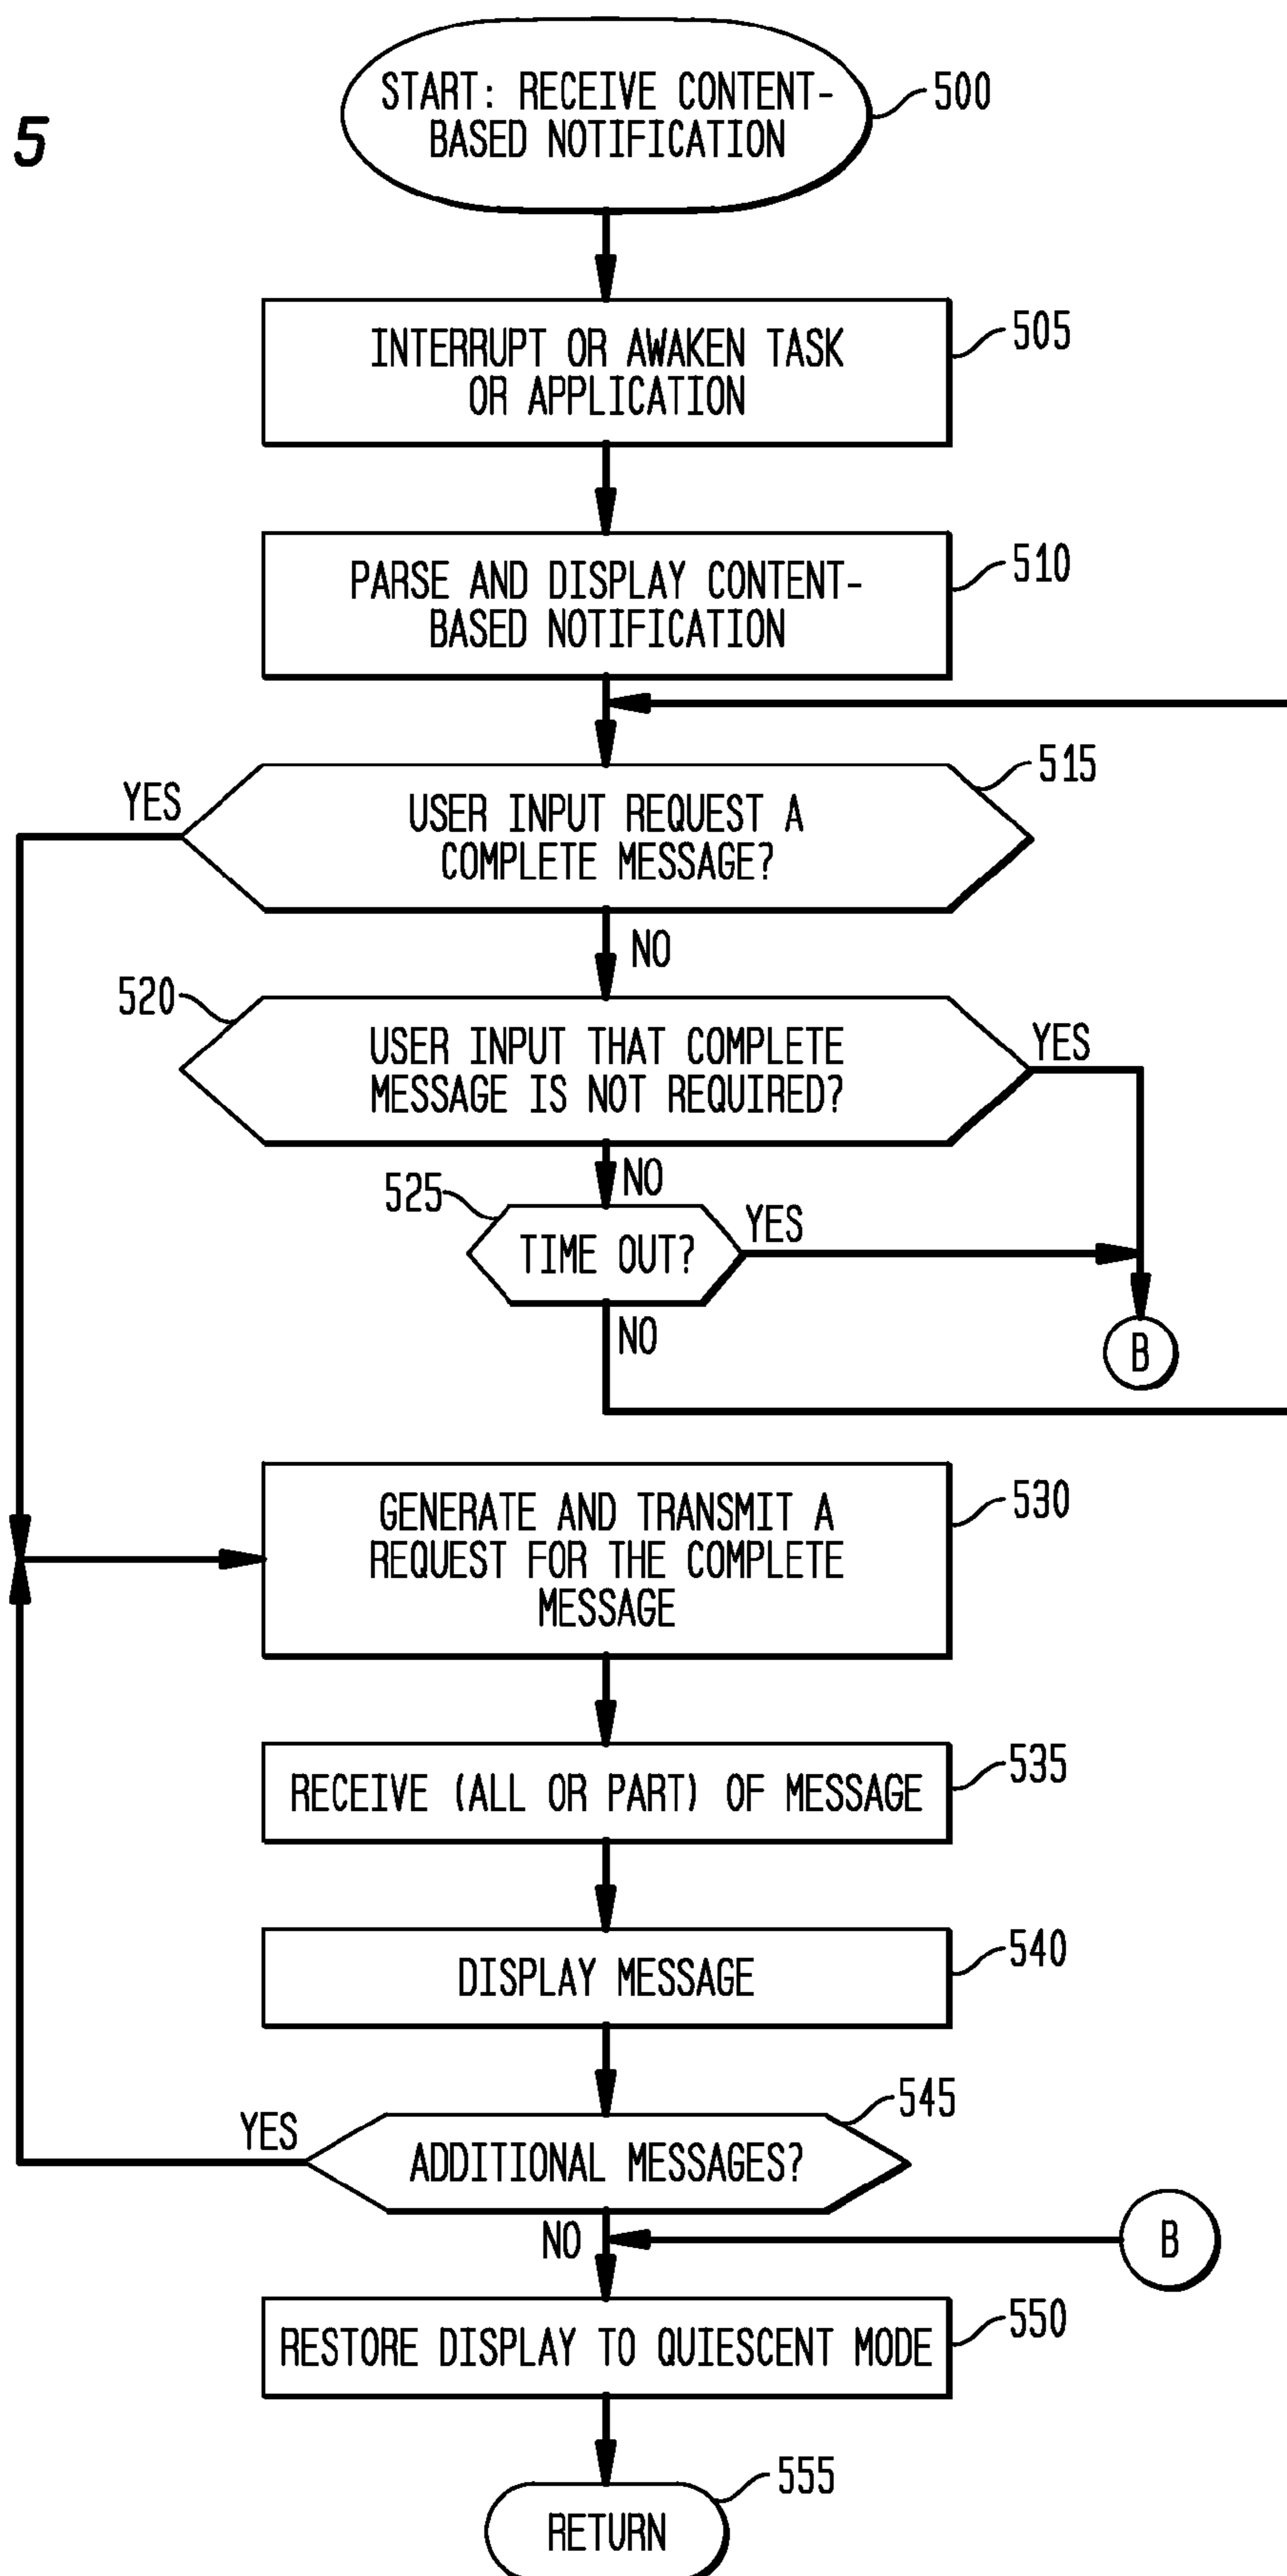 5
START: RECEIVE CONTENT-
BASED NOTIFICATION
500
INTERRUPT OR AWAKEN TASK
OR APPLICATION
505
PARSE AND DISPLAY CONTENT-
BASED NOTIFICATION
510
515
YES
USER INPUT REQUEST A
COMPLETE MESSAGE?
NO
520
USER INPUT THAT COMPLETE
MESSAGE IS NOT REQUIRED?
YES
NO
525
TIME OUT?
YES
NO
B
GENERATE AND TRANSMIT A
REQUEST FOR THE COMPLETE
MESSAGE
530
RECEIVE (ALL OR PART) OF MESSAGE
535
DISPLAY MESSAGE
540
545
YES
ADDITIONAL MESSAGES?
NO
B
RESTORE DISPLAY TO QUIESCENT MODE
550
555
RETURN